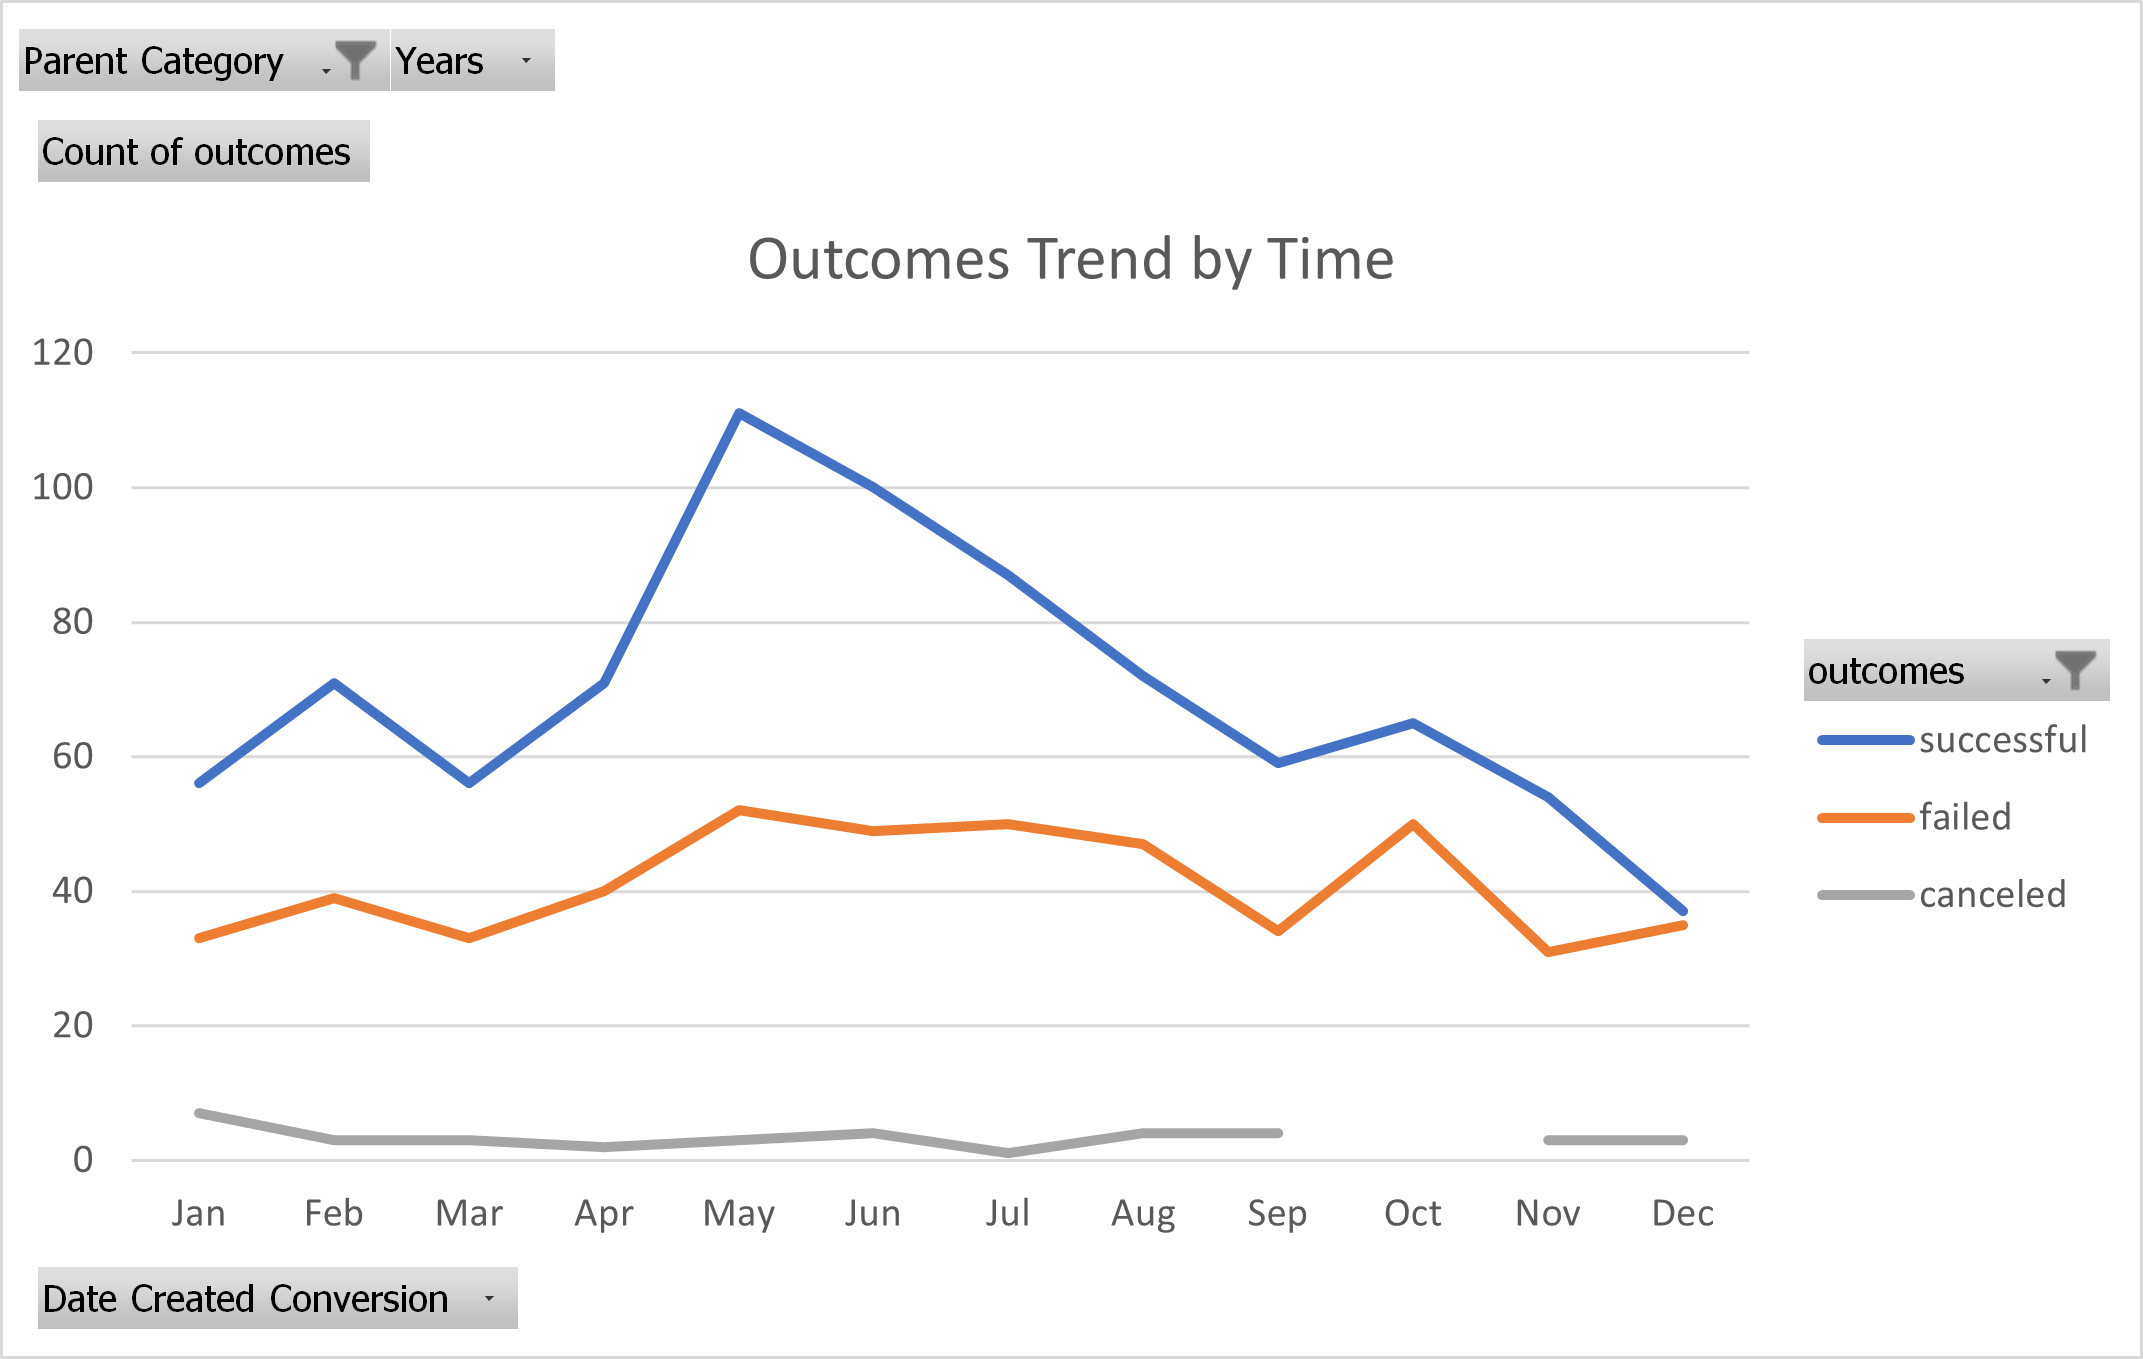 Parent Category Years
Count of outcomes
Outcomes Trend by Time
120
100
80
60
40
20
0
outcomes
successful
failed
canceled
Jan Feb Mar Apr May Jun Jul Aug Sep Oct Nov Dec
Date Created Conversion